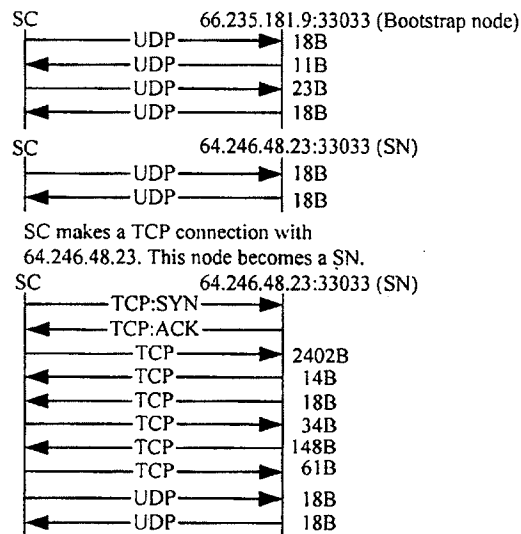 SC 66.235.181.9:33033 (Bootstrap node)
UDP 18B
UDP 11B
UDP 23B
UDP 18B
SC 64.246.48.23:33033 (SN)
UDP 18B
UDP 18B
SC makes a TCP connection with
64.246.48.23. This node becomes a SN.
SC 64.246.48.23:33033 (SN)
TCP:SYN
TCP:ACK
TCP 2402B
TCP 14B
TCP 18B
TCP 34B
TCP 148B
TCP 61B
UDP 18B
UDP 18B